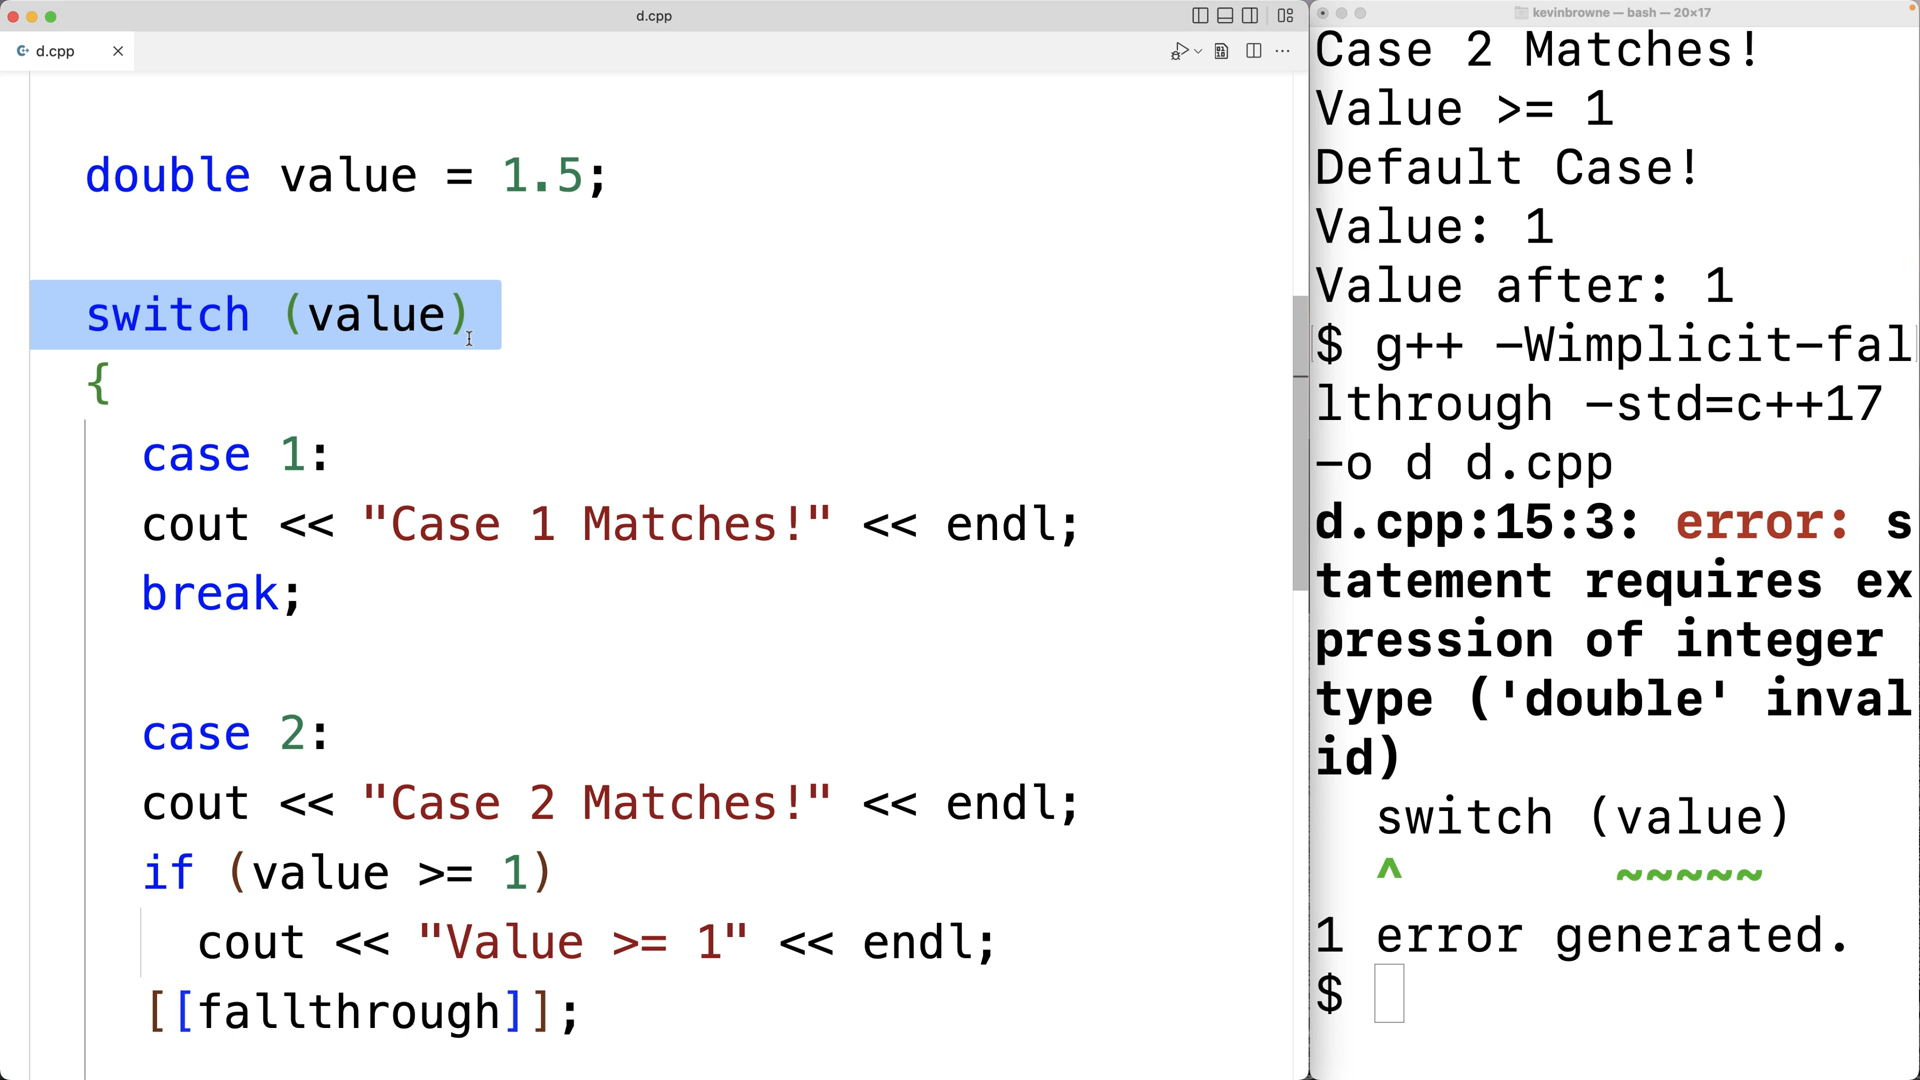 d.cpp
d.cpp
double value = 1.5;
switch (value)
{
case 1:
cout << "Case 1 Matches!" << endl;
break;
case 2:
cout << "Case 2 Matches!" << endl;
if (value >= 1)
cout << "Value >= 1" << endl;
[[fallthrough]];
kevinbrowne — bash — 20×17
Case 2 Matches!
Value >= 1
Default Case!
Value: 1
Value after: 1
$ g++ -Wimplicit-fal
lthrough -std=c++17
-o d d.cpp
d.cpp:15:3: error: s
tatement requires ex
pression of integer
type ('double' inval
id)
switch (value)
^ ~~~~~
1 error generated.
$